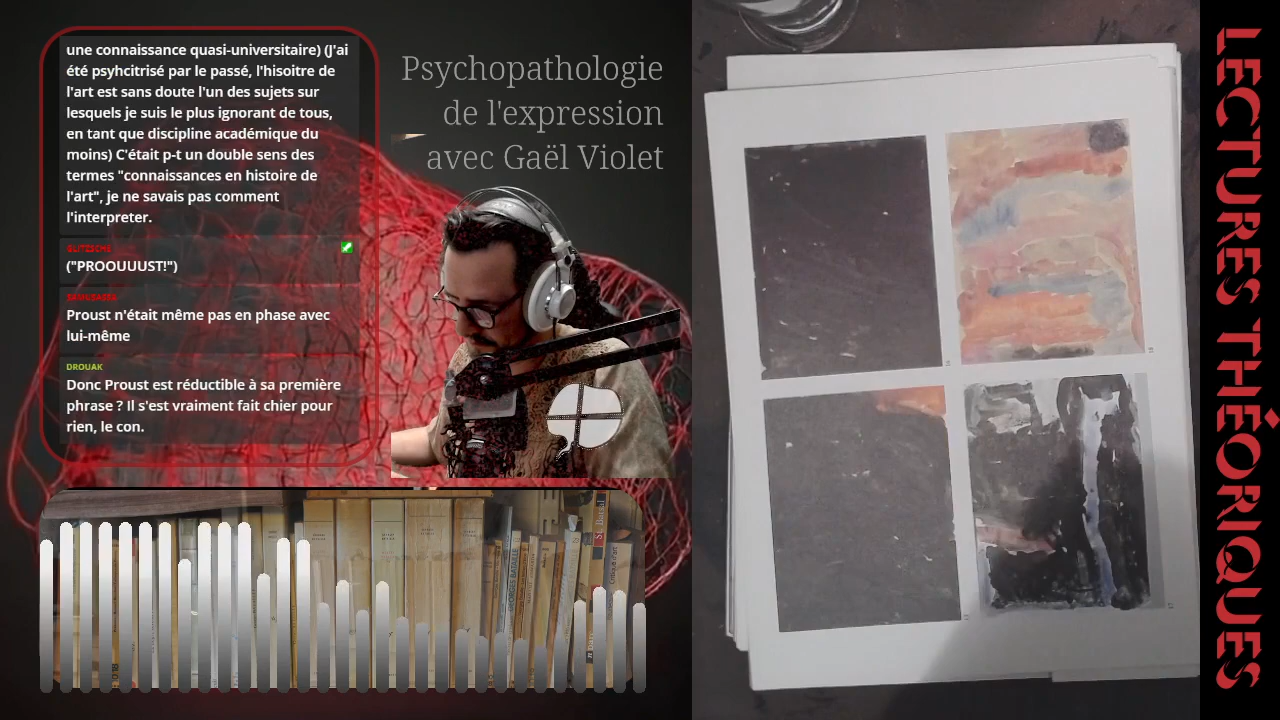 une connaissance quasi-universitaire) (J'ai
été psyhcitrisé par le passé, l'hisoitre de
l'art est sans doute l'un des sujets sur
lesquels je suis le plus ignorant de tous,
en tant que discipline académique du
moins) C'était p-t un double sens des
termes "connaissances en histoire de
l'art", je ne savais pas comment
l'interpreter.
("PROOUUUST!")
Proust n'était même pas en phase avec
lui-même
DROUAK
Donc Proust est réductible à sa première
phrase ? Il s'est vraiment fait chier pour
rien, le con.
Psychopathologie
de l'expression
avec Gaël Violet
LECTURES THÉORIQUES